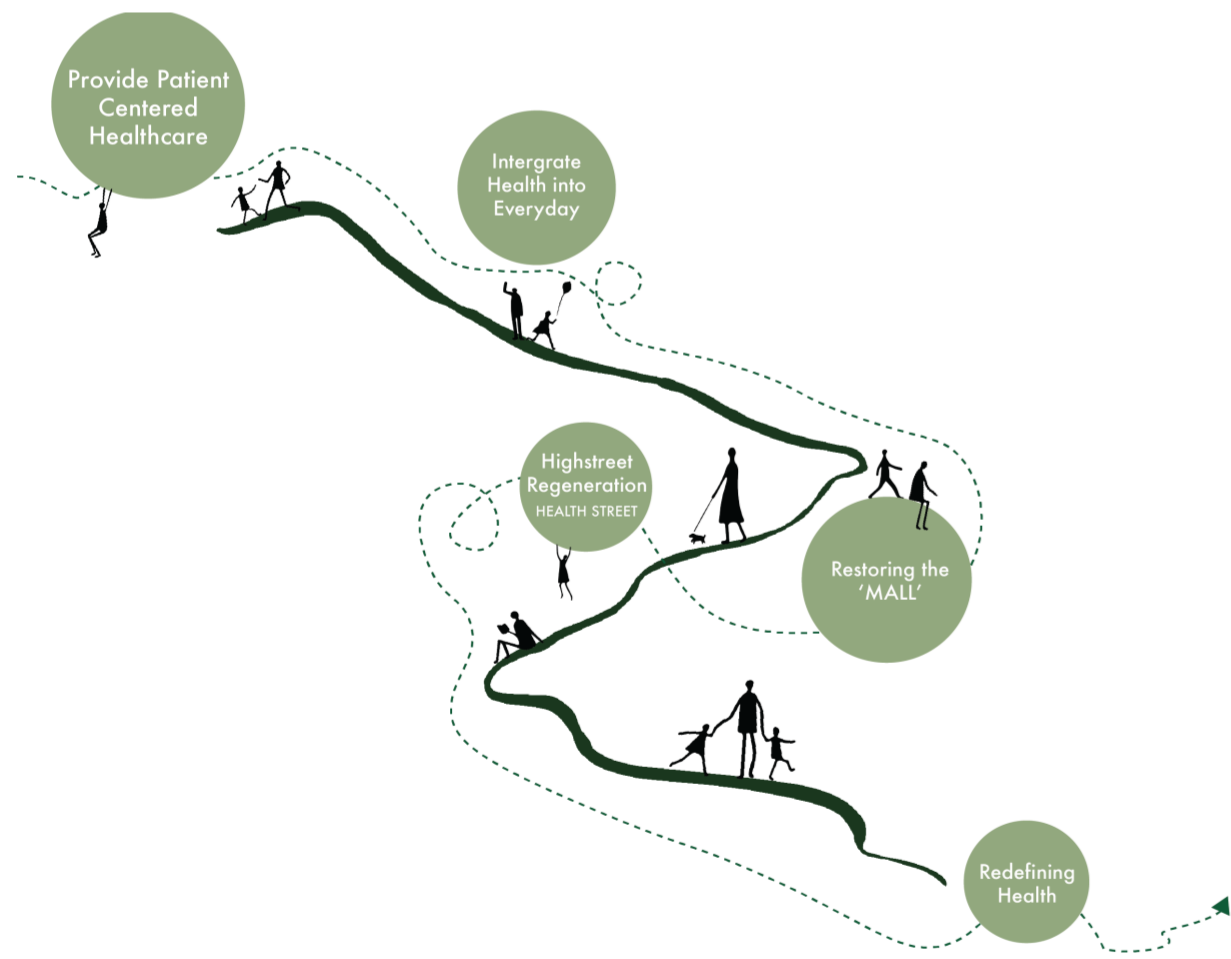 Provide Patient
Centered
Healthcare
Intergrate
Health into
Everyday
Highstreet
Regeneration
HEALTH STREET
Restoring the
‘MALL’
Redefining
Health